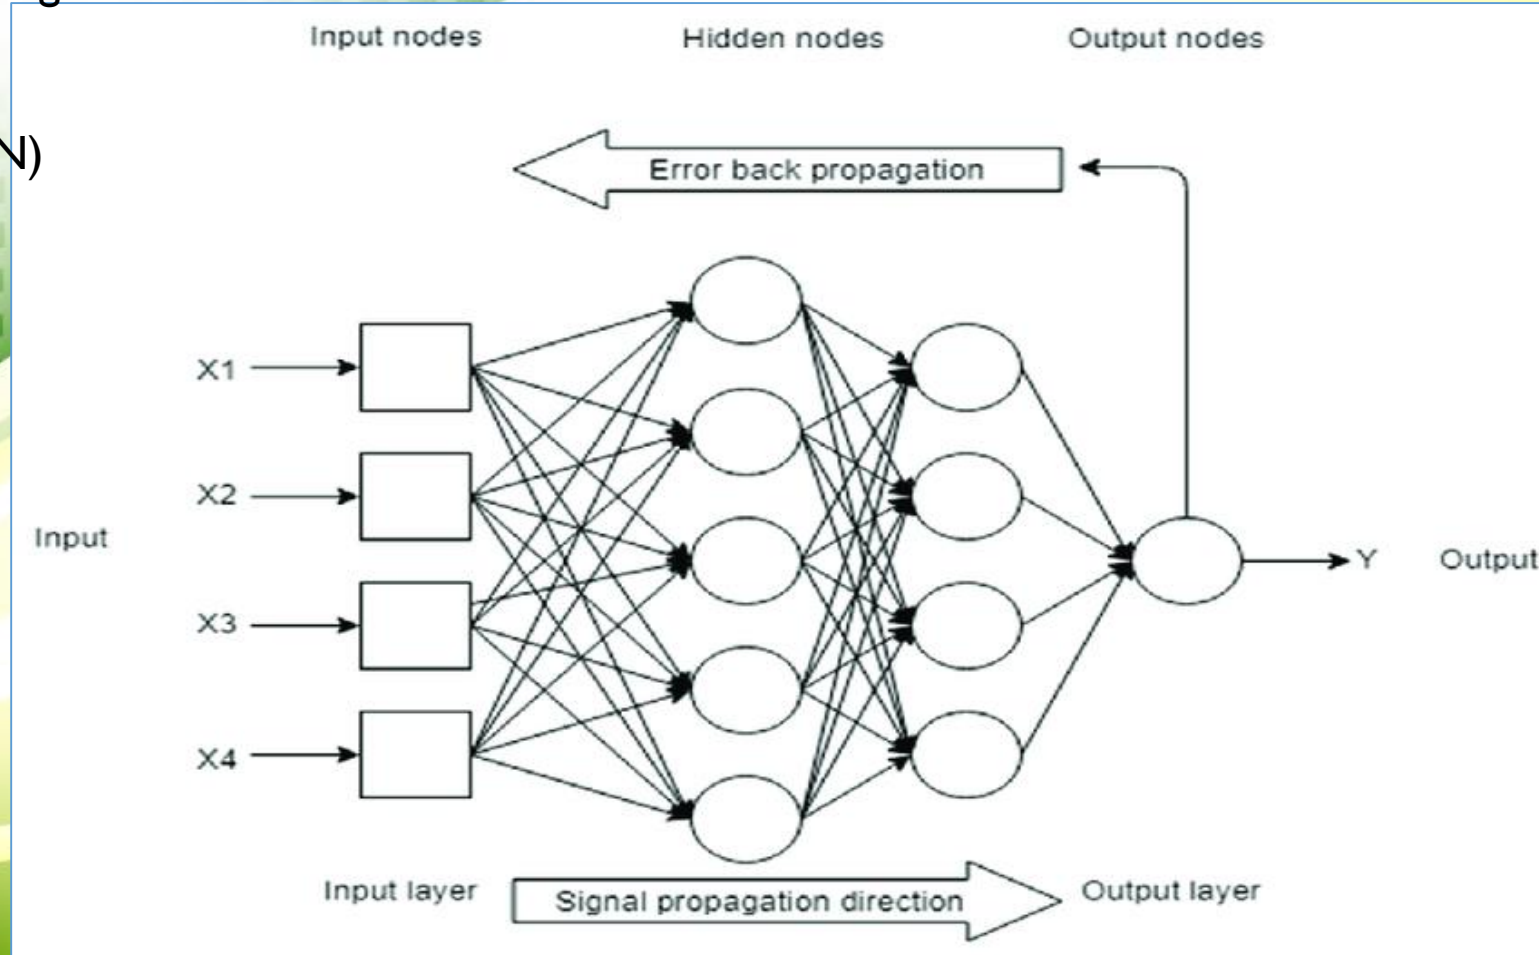 Input nodes Hidden nodes Output nodes
N)
Error back propagation
X1
X2
Input
Y Output
X3
X4
Input layer Signal propagation direction Output layer